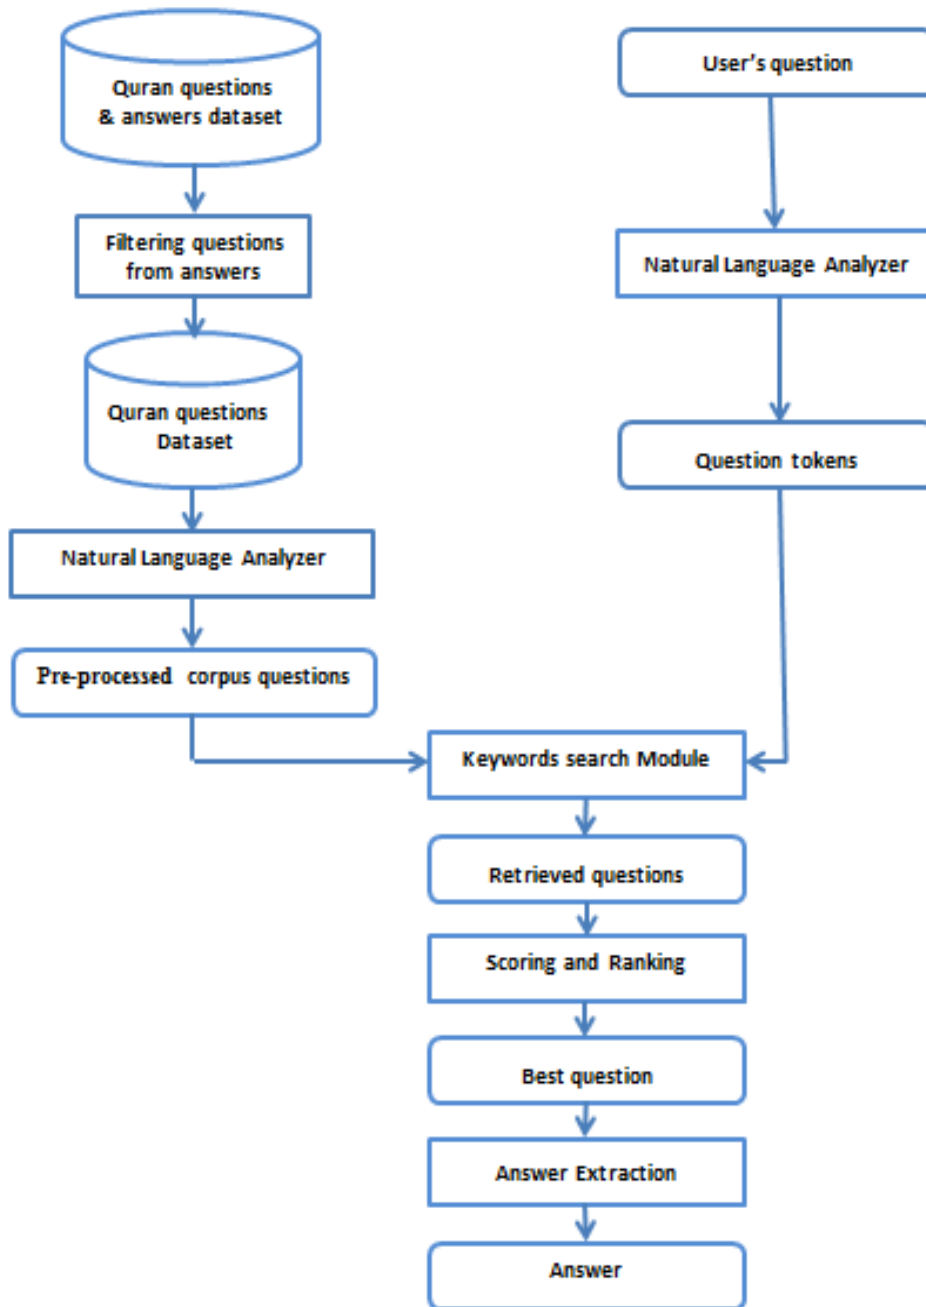 Quran questions
& answers dataset
Filtering questions
from answers
Quran questions
Dataset
Natural Language Analyzer
Pre-processed corpus questions
User's question
Natural Language Analyzer
Question tokens
Keywords search Module
Retrieved questions
Scoring and Ranking
Best question
Answer Extraction
Answer